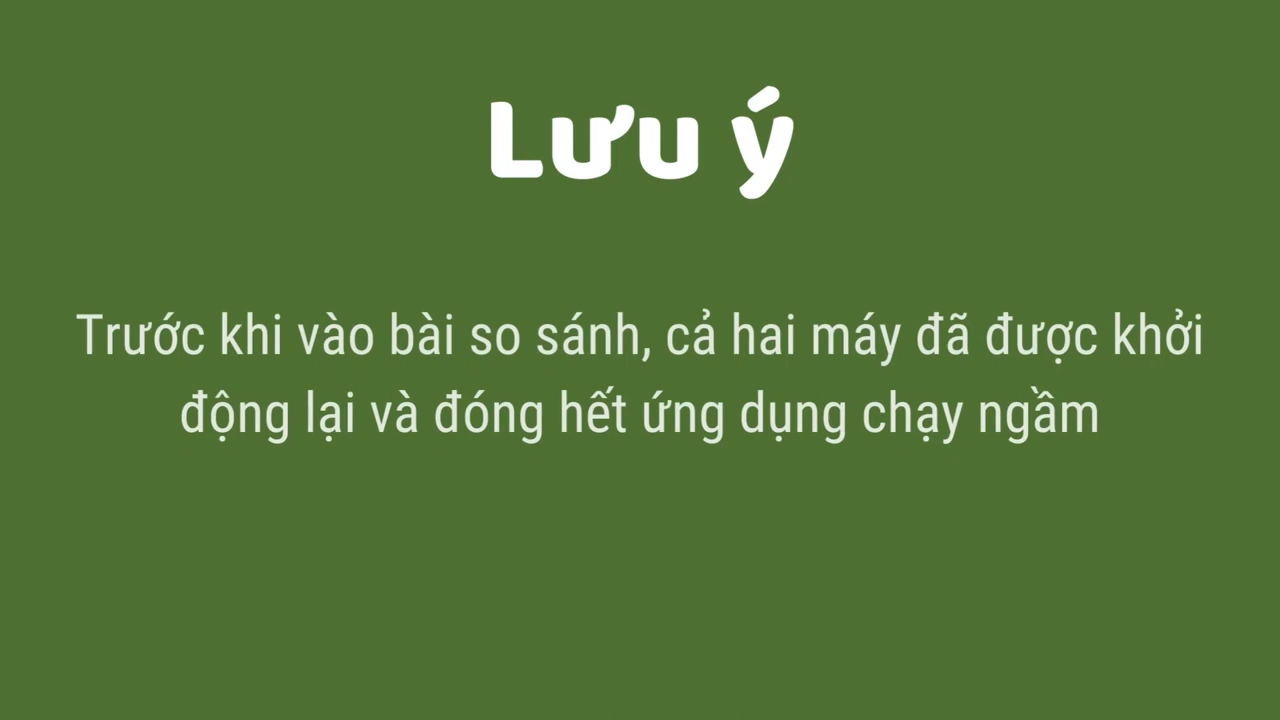 Lưu ý
Trước khi vào bài so sánh, cả hai máy đã được khởi
động lại và đóng hết ứng dụng chạy ngầm